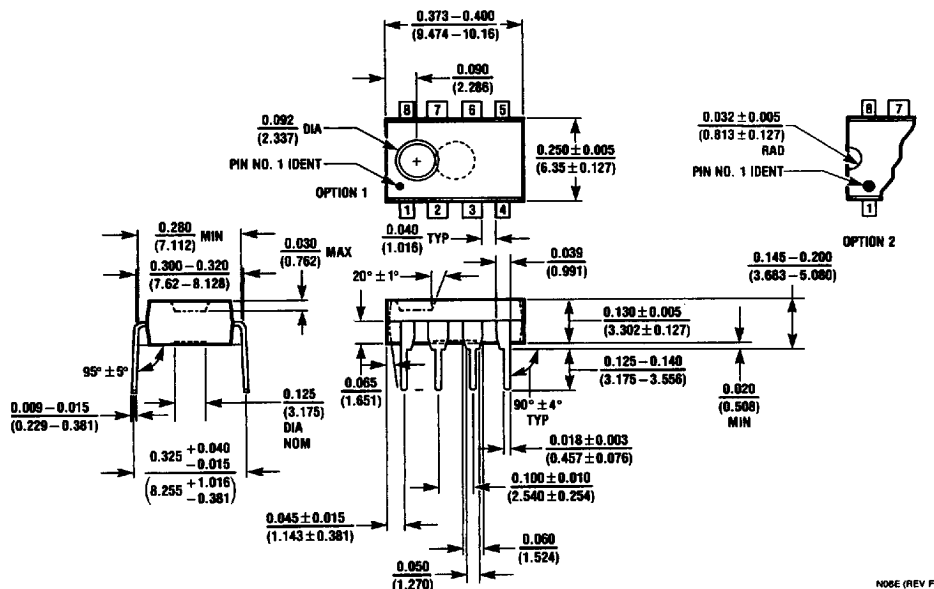 0.373–0.400
(9.474–10.16)
0.090
(2.286)
8 7 6 5
0.092 DIA
(2.337)
PIN NO. 1 IDENT
OPTION 1
1 2 3 4
0.250 ± 0.005
(6.35 ± 0.127)
8 7
0.032 ± 0.005
(0.813 ± 0.127)
RAD
PIN NO. 1 IDENT
1
OPTION 2
0.280 MIN
(7.112)
0.300–0.320
(7.62–8.128)
0.030 MAX
(0.762)
0.040 TYP
(1.016)
20° ± 1°
0.039
(0.991)
0.145–0.200
(3.683–5.080)
0.130 ± 0.005
(3.302 ± 0.127)
0.125–0.140
(3.175–3.556)
0.020
(0.508)
MIN
95° ± 5°
0.065
(1.651)
90° ± 4°
TYP
0.125
(3.175)
DIA
NOM
0.009–0.015
(0.229–0.381)
0.018 ± 0.003
(0.457 ± 0.076)
0.325 +0.040
−0.015
(8.255 +1.016
−0.381)
0.100 ± 0.010
(2.540 ± 0.254)
0.045 ± 0.015
(1.143 ± 0.381)
0.060
(1.524)
0.050
(1.270)
N08E (REV F